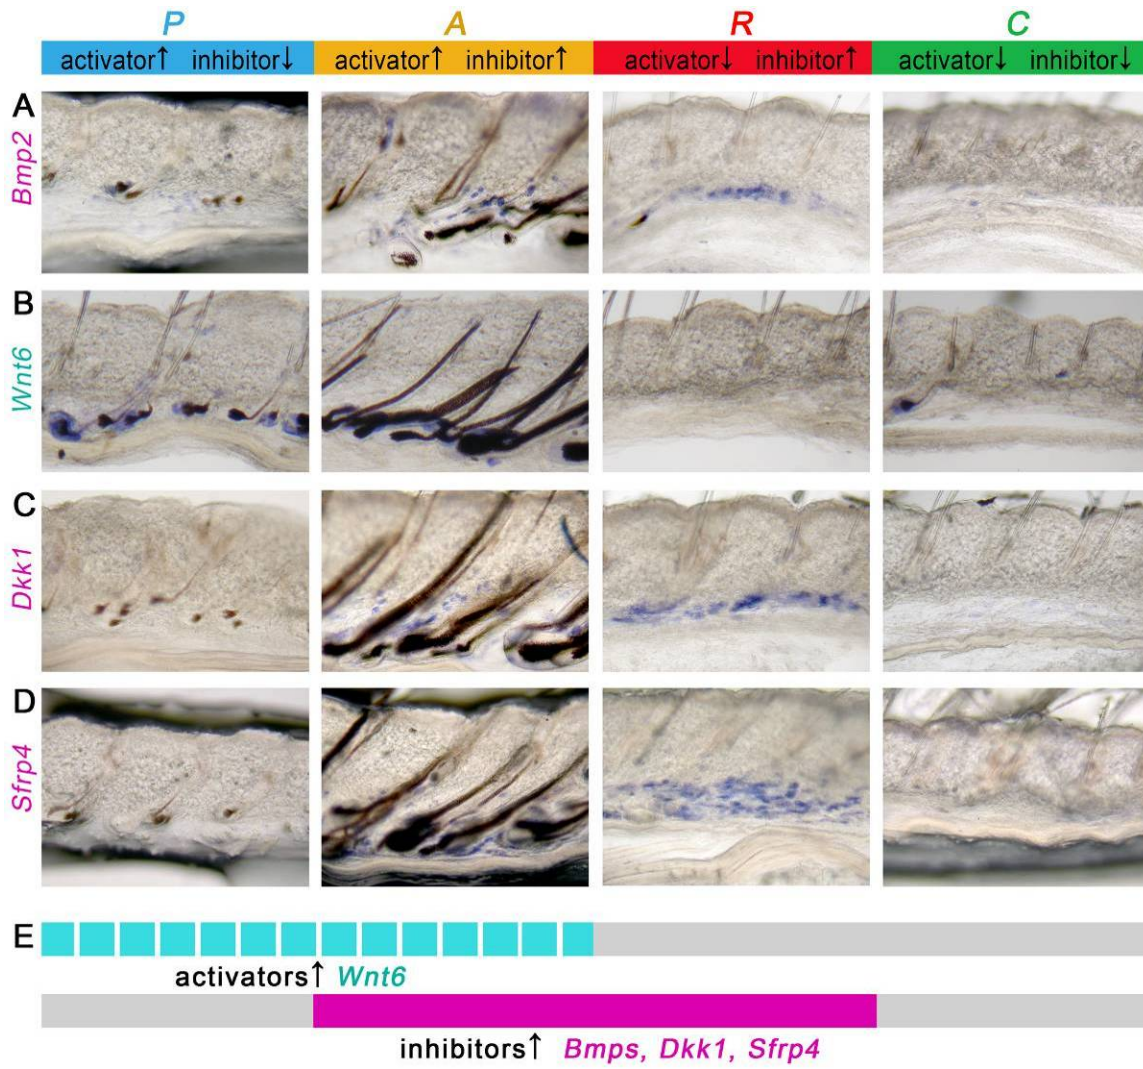 P A R C
activator↑ inhibitor↓ activator↑ inhibitor↑ activator↓ inhibitor↑ activator↓ inhibitor↓
A
Bmp2
B
Wnt6
C
Dkk1
D
Sfrp4
E
activators↑ Wnt6
inhibitors↑ Bmps, Dkk1, Sfrp4